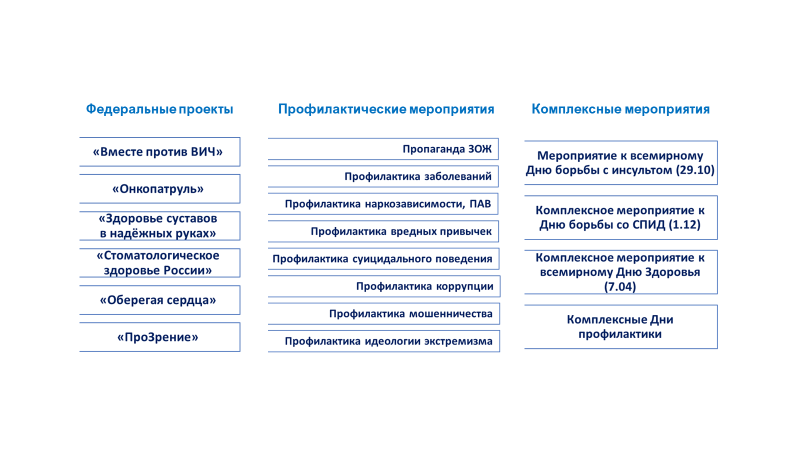 Федеральные проекты
«Вместе против ВИЧ»
«Онкопатруль»
«Здоровье суставов
в надёжных руках»
«Стоматологическое
здоровье России»
«Оберегая сердца»
«ПроЗрение»
Профилактические мероприятия
Пропаганда ЗОЖ
Профилактика заболеваний
Профилактика наркозависимости, ПАВ
Профилактика вредных привычек
Профилактика суицидального поведения
Профилактика коррупции
Профилактика мошенничества
Профилактика идеологии экстремизма
Комплексные мероприятия
Мероприятие к всемирному
Дню борьбы с инсультом (29.10)
Комплексное мероприятие к
Дню борьбы со СПИД (1.12)
Комплексное мероприятие к
всемирному Дню Здоровья
(7.04)
Комплексные Дни
профилактики